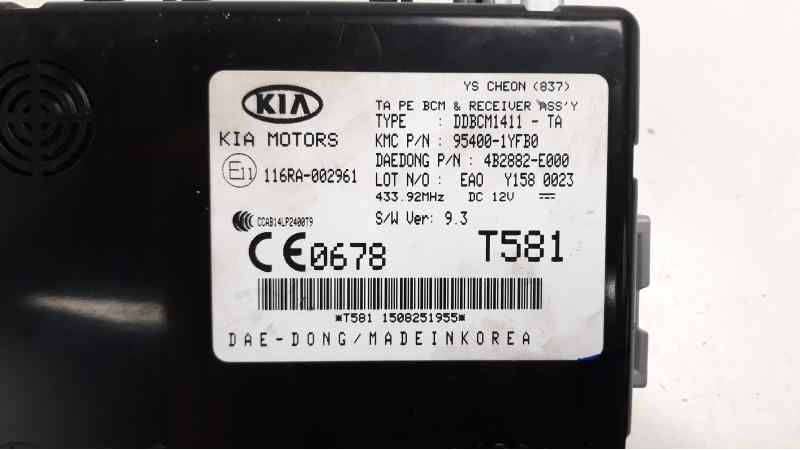 YS CHEON (837)
KIA
TA PE BCM & RECEIVER ASS'Y
TYPE : DDBCM1411 - TA
KIA MOTORS
KMC P/N : 95400-1YFB0
DAEDONG P/N : 4B2882-E000
E11 116RA-002961
LOT N/O : EAO Y158 0023
433.92MHz DC 12V
CCAB14LP2400T9
S/W Ver: 9.3
CE0678
T581
*T581 1508251955*
DAE-DONG/MADEINKOREA